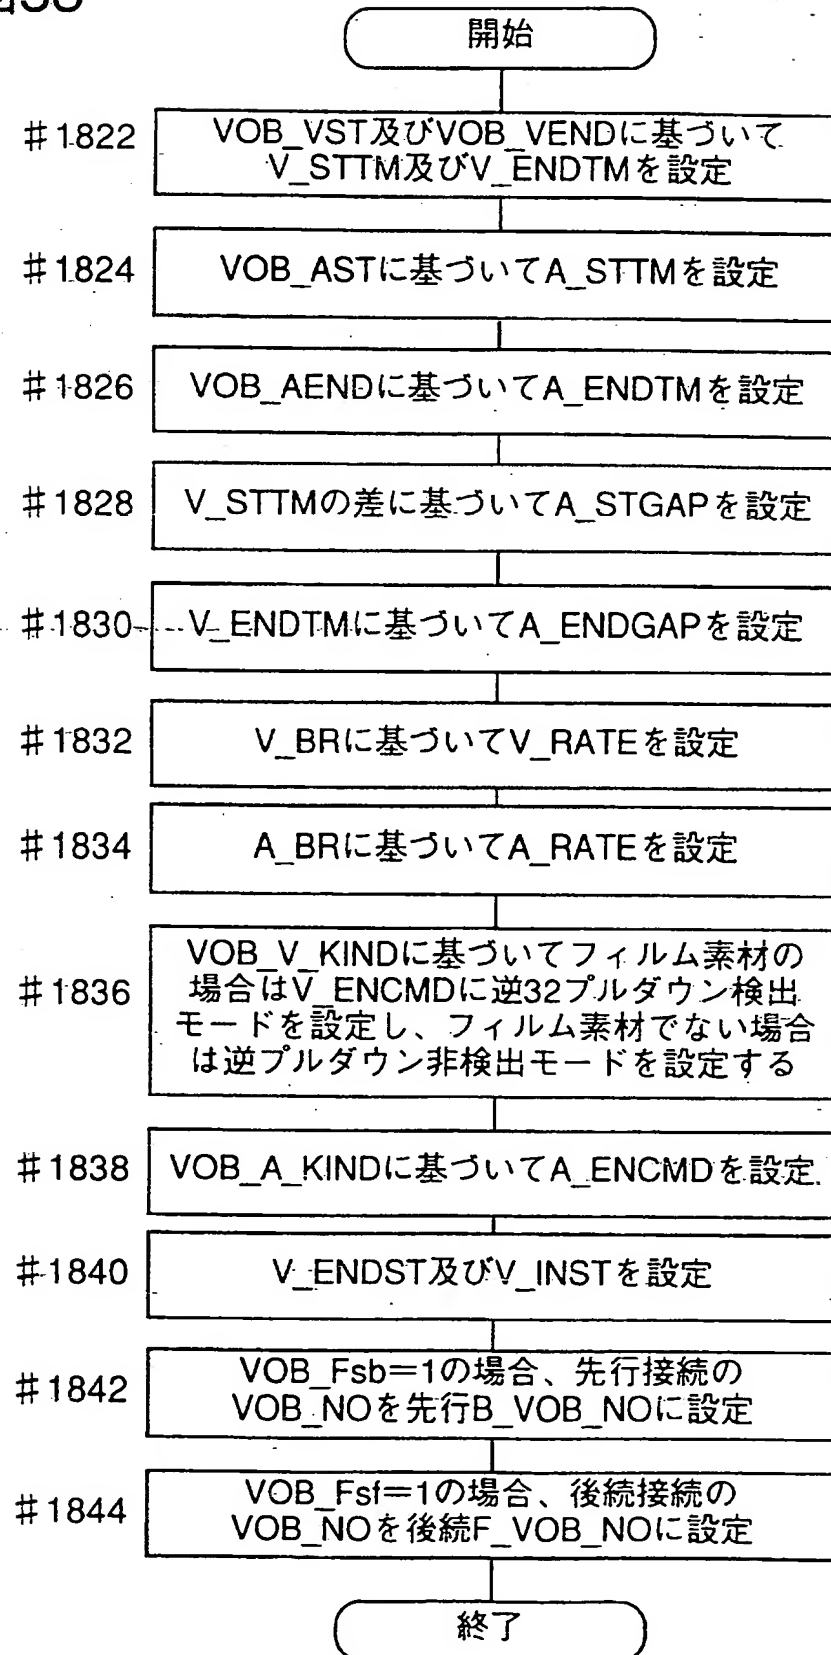 開始
#1822
VOB_VST及びVOB_VENDに基づいて
V_STTM及びV_ENDTMを設定
#1824
VOB_ASTに基づいてA_STTMを設定
#1826
VOB_AENDに基づいてA_ENDTMを設定
#1828
V_STTMの差に基づいてA_STGAPを設定
#1830
V_ENDTMに基づいてA_ENDGAPを設定
#1832
V_BRに基づいてV_RATEを設定
#1834
A_BRに基づいてA_RATEを設定
#1836
VOB_V_KINDに基づいてフィルム素材の
場合はV_ENCMDに逆32プルダウン検出
モードを設定し、フィルム素材でない場合
は逆プルダウン非検出モードを設定する
#1838
VOB_A_KINDに基づいてA_ENCMDを設定
#1840
V_ENDST及びV_INSTを設定
#1842
VOB_Fsb=1の場合、先行接続の
VOB_NOを先行B_VOB_NOに設定
#1844
VOB_Fsf=1の場合、後続接続の
VOB_NOを後続F_VOB_NOに設定
終了